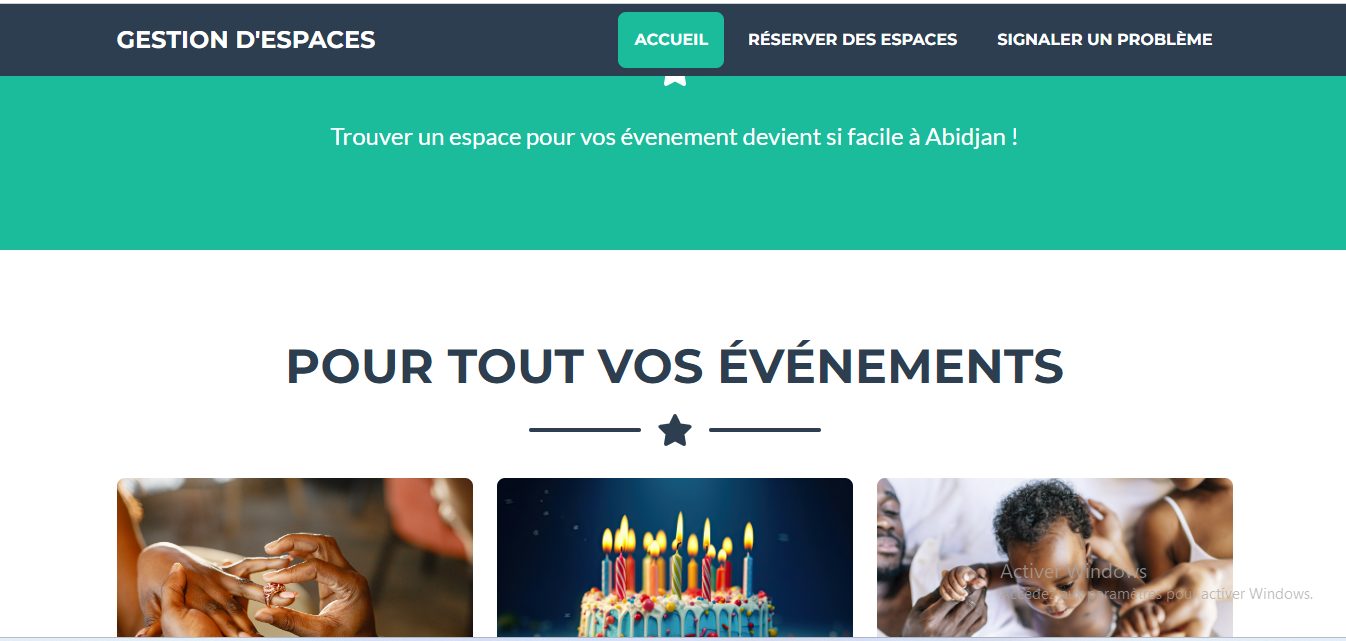 GESTION D'ESPACES
ACCUEIL
RÉSERVER DES ESPACES
SIGNALER UN PROBLÈME
Trouver un espace pour vos évenement devient si facile à Abidjan !
POUR TOUT VOS ÉVÉNEMENTS
Activer Windows
Accédez aux paramètres pour activer Windows.